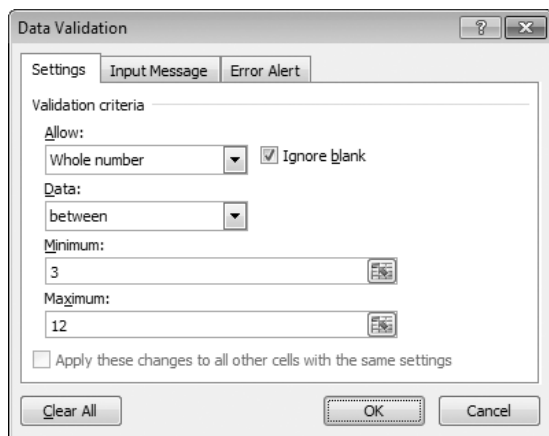 Data Validation
Settings Input Message Error Alert
Validation criteria
Allow:
Whole number Ignore blank
Data:
between
Minimum:
3
Maximum:
12
Apply these changes to all other cells with the same settings
Clear All OK Cancel